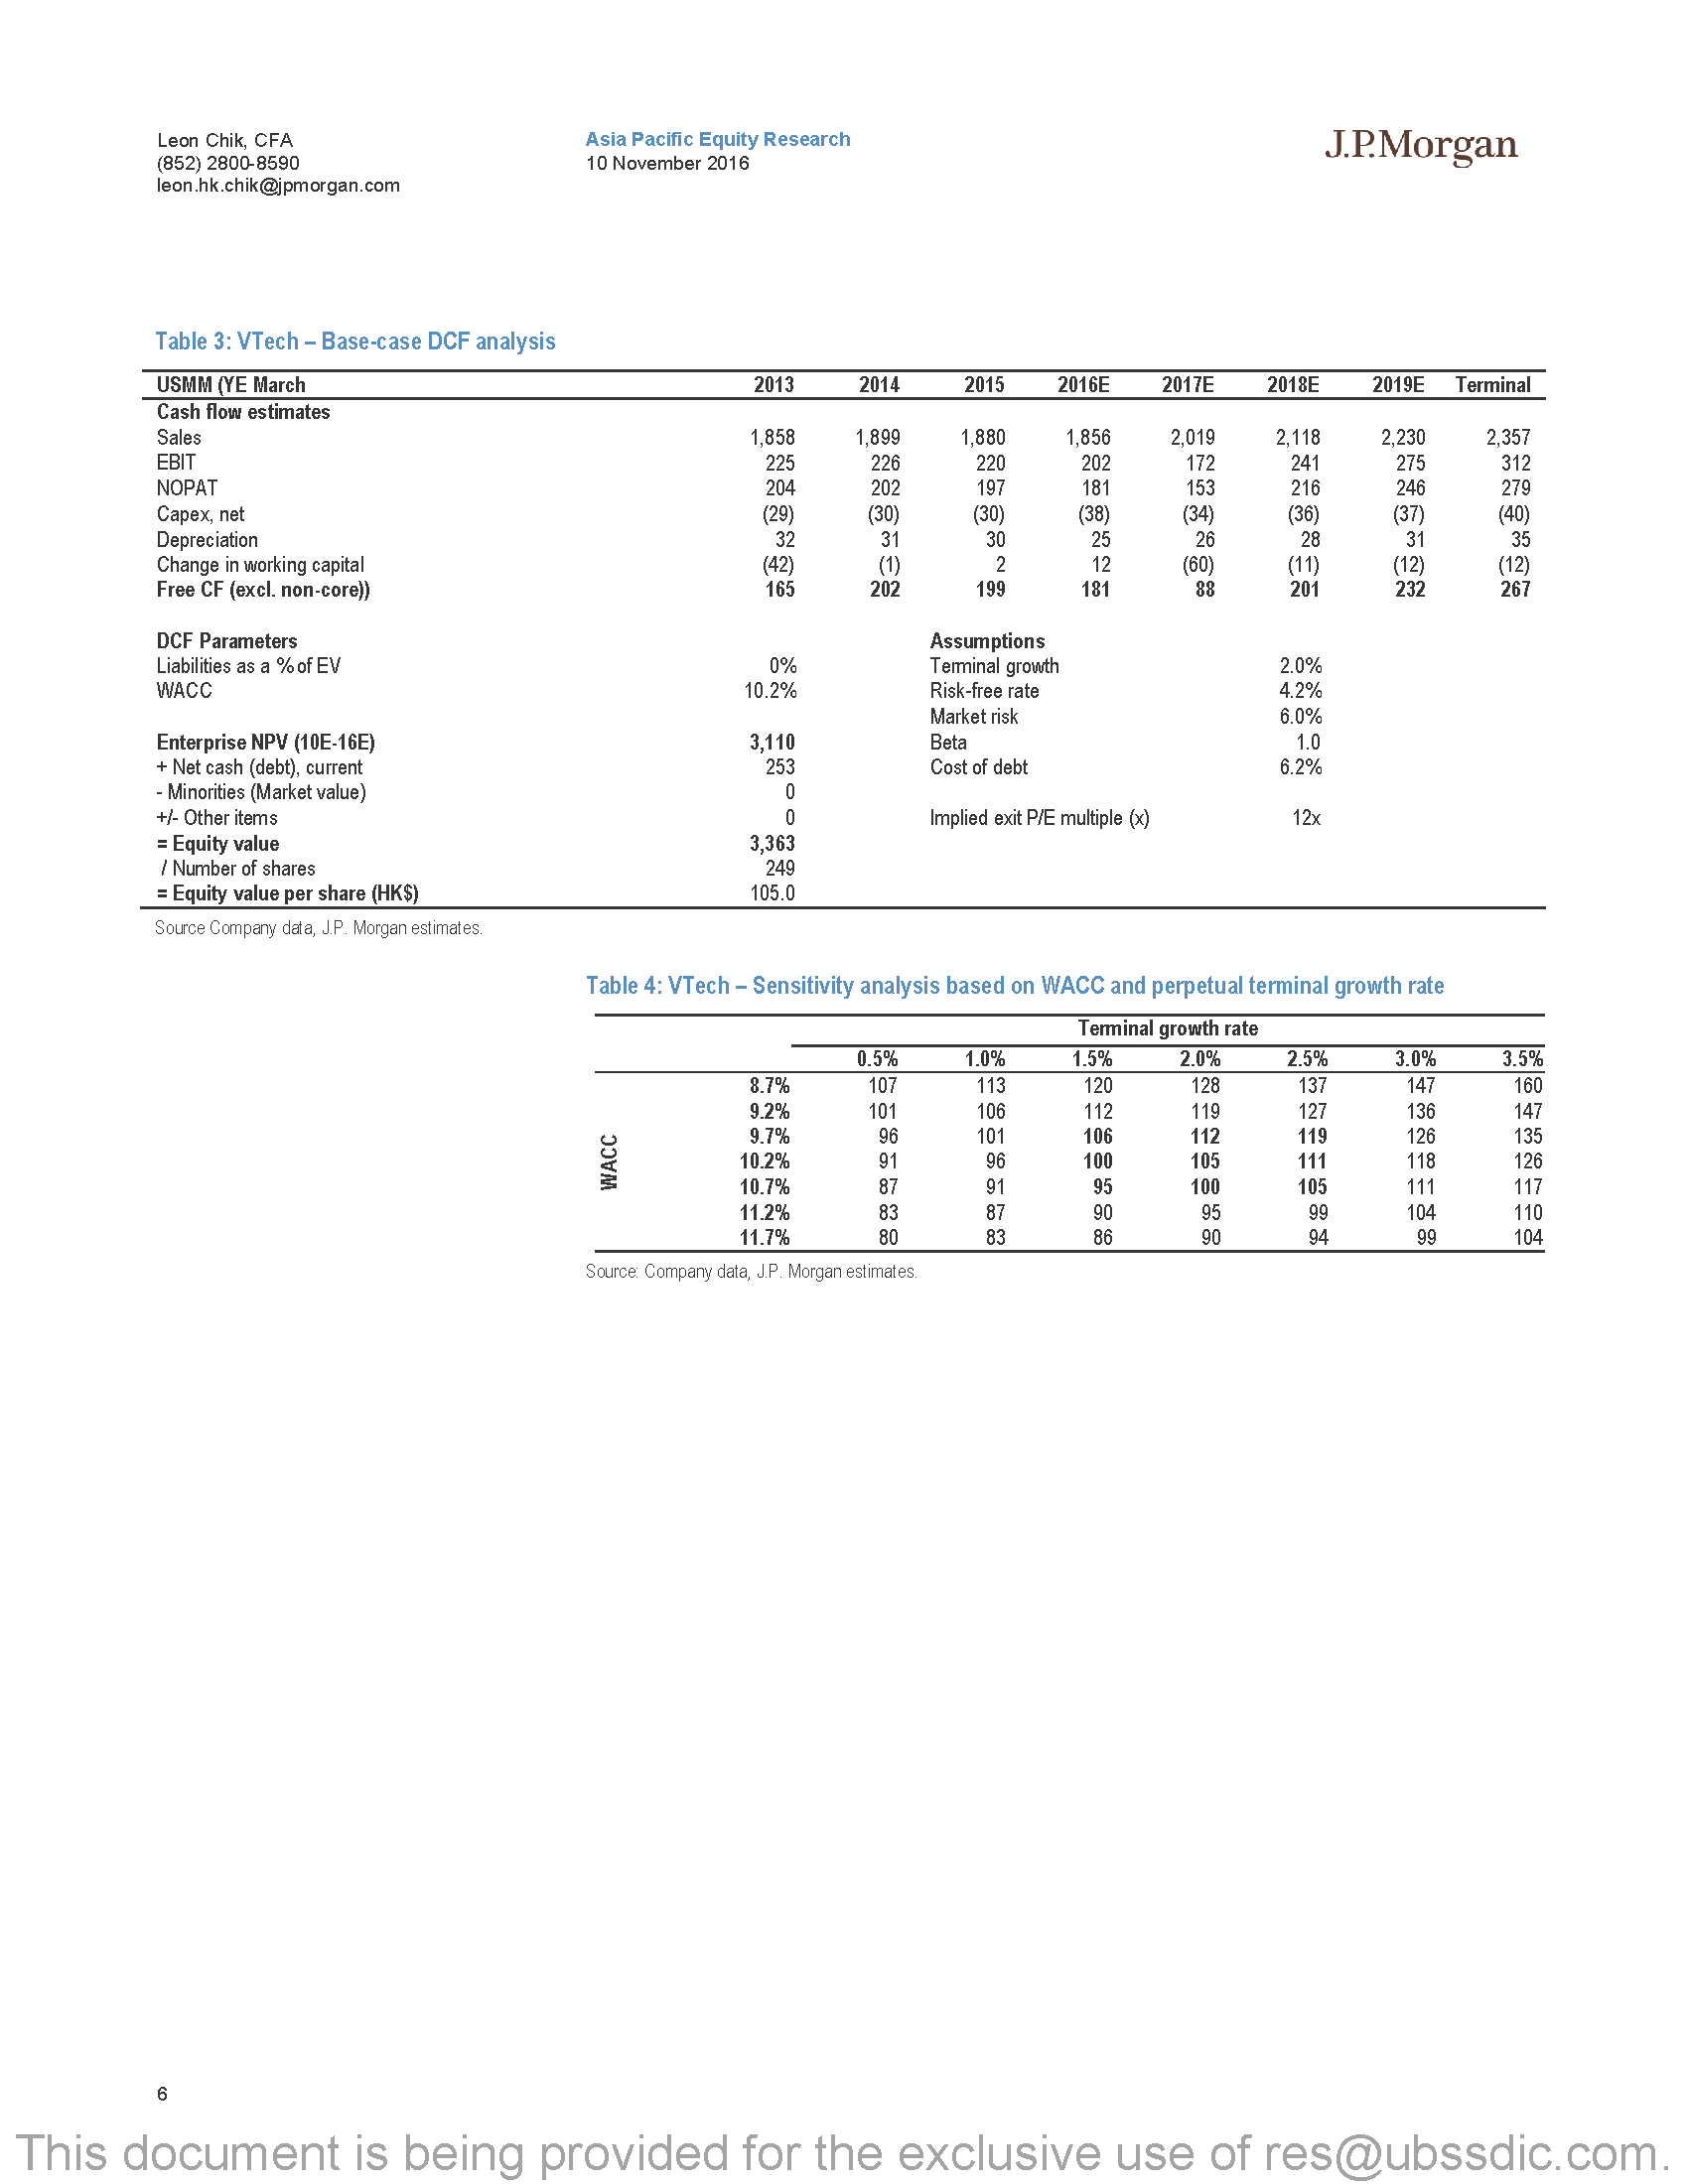 Leon Chik, CFA
(852) 2800-8590
leon.hk.chik@jpmorgan.com
Asia Pacific Equity Research
10 November 2016
J.P.Morgan
Table 3: VTech – Base-case DCF analysis
USMM (YE March 2013 2014 2015 2016E 2017E 2018E 2019E Terminal
Cash flow estimates
Sales 1,858 1,899 1,880 1,856 2,019 2,118 2,230 2,357
EBIT 225 226 220 202 172 241 275 312
NOPAT 204 202 197 181 153 216 246 279
Capex, net (29) (30) (30) (38) (34) (36) (37) (40)
Depreciation 32 31 30 25 26 28 31 35
Change in working capital (42) (1) 2 12 (60) (11) (12) (12)
Free CF (excl. non-core)) 165 202 199 181 88 201 232 267
DCF Parameters Assumptions
Liabilities as a % of EV 0% Terminal growth 2.0%
WACC 10.2% Risk-free rate 4.2%
Market risk 6.0%
Enterprise NPV (10E-16E) 3,110 Beta 1.0
+ Net cash (debt), current 253 Cost of debt 6.2%
- Minorities (Market value) 0
+/- Other items 0 Implied exit P/E multiple (x) 12x
= Equity value 3,363
/ Number of shares 249
= Equity value per share (HK$) 105.0
Source Company data, J.P. Morgan estimates.
Table 4: VTech – Sensitivity analysis based on WACC and perpetual terminal growth rate
Terminal growth rate
0.5% 1.0% 1.5% 2.0% 2.5% 3.0% 3.5%
WACC
8.7% 107 113 120 128 137 147 160
9.2% 101 106 112 119 127 136 147
9.7% 96 101 106 112 119 126 135
10.2% 91 96 100 105 111 118 126
10.7% 87 91 95 100 105 111 117
11.2% 83 87 90 95 99 104 110
11.7% 80 83 86 90 94 99 104
Source: Company data, J.P. Morgan estimates.
6
This document is being provided for the exclusive use of res@ubssdic.com.